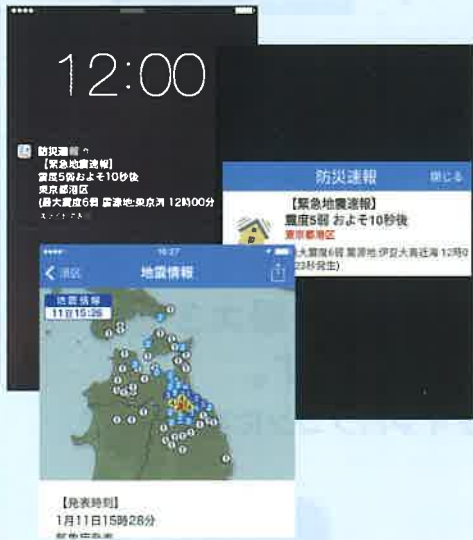 12:00
防災速報
【緊急地震速報】
震度5弱 およそ10秒後
東京都港区
(最大震度6弱 震源地:東京湾 12時00分
防災速報 閉じる
【緊急地震速報】
震度5弱 およそ10秒後
東京都港区
大震度6弱 震源地:伊豆大島近海 12時0
23秒発生)
16:27
港区 地震情報
地震情報
11日15:26
【発表時刻】
1月11日15時28分
気象庁発表